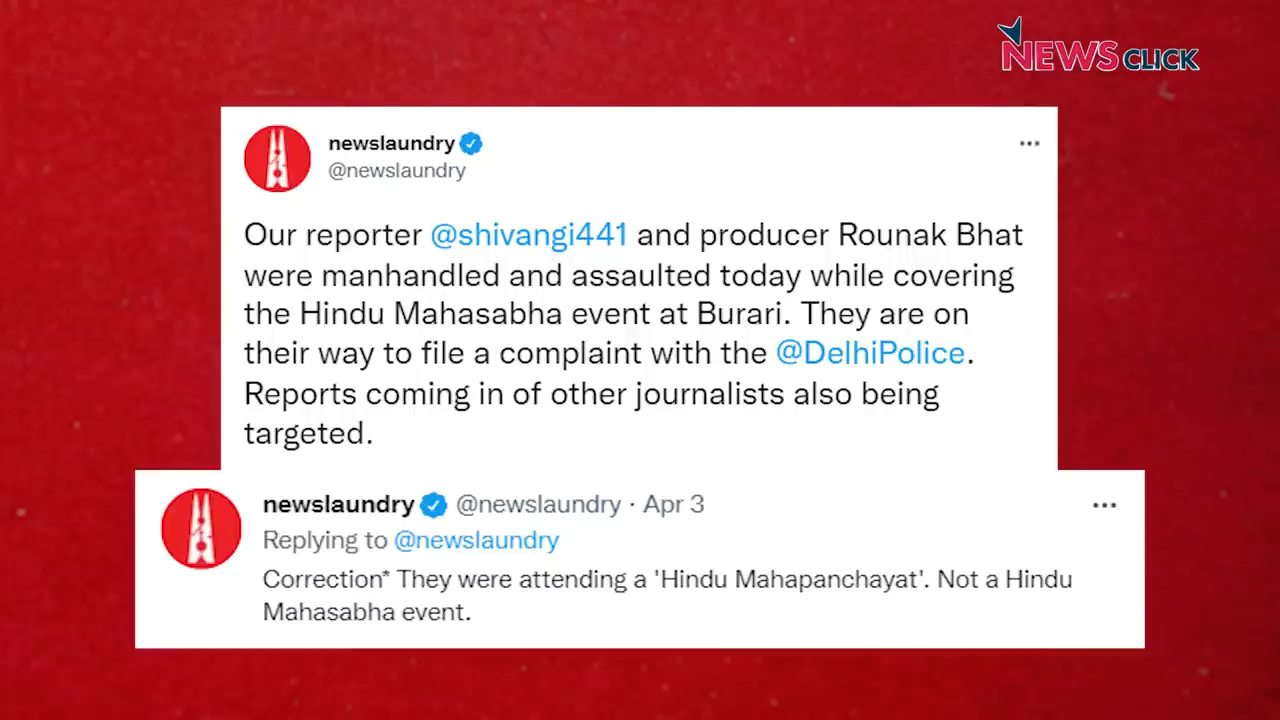 NEWSCLICK
newslaundry
@newslaundry
Our reporter @shivangi441 and producer Rounak Bhat
were manhandled and assaulted today while covering
the Hindu Mahasabha event at Burari. They are on
their way to file a complaint with the @DelhiPolice.
Reports coming in of other journalists also being
targeted.
newslaundry @newslaundry · Apr 3
Replying to @newslaundry
Correction* They were attending a 'Hindu Mahapanchayat'. Not a Hindu
Mahasabha event.